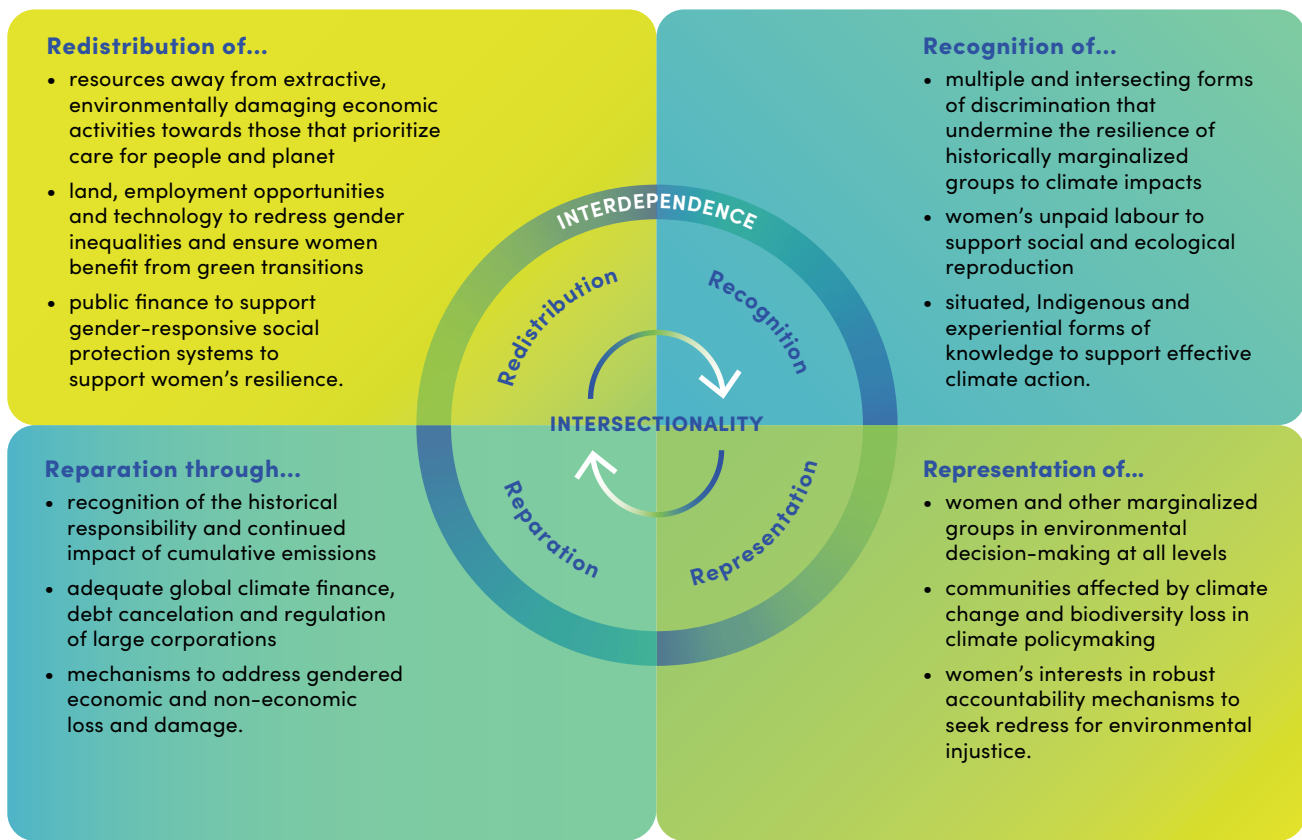 Redistribution of...
• resources away from extractive,
environmentally damaging economic
activities towards those that prioritize
care for people and planet
• land, employment opportunities
and technology to redress gender
inequalities and ensure women
benefit from green transitions
• public finance to support
gender-responsive social
protection systems to
support women's resilience.
Recognition of...
• multiple and intersecting forms
of discrimination that
undermine the resilience of
historically marginalized
groups to climate impacts
• women's unpaid labour to
support social and ecological
reproduction
• situated, Indigenous and
experiential forms of
knowledge to support effective
climate action.
INTERDEPENDENCE
Redistribution
Recognition
INTERSECTIONALITY
Reparation
Representation
Reparation through...
• recognition of the historical
responsibility and continued
impact of cumulative emissions
• adequate global climate finance,
debt cancelation and regulation
of large corporations
• mechanisms to address gendered
economic and non-economic
loss and damage.
Representation of...
• women and other marginalized
groups in environmental
decision-making at all levels
• communities affected by climate
change and biodiversity loss in
climate policymaking
• women's interests in robust
accountability mechanisms to
seek redress for environmental
injustice.